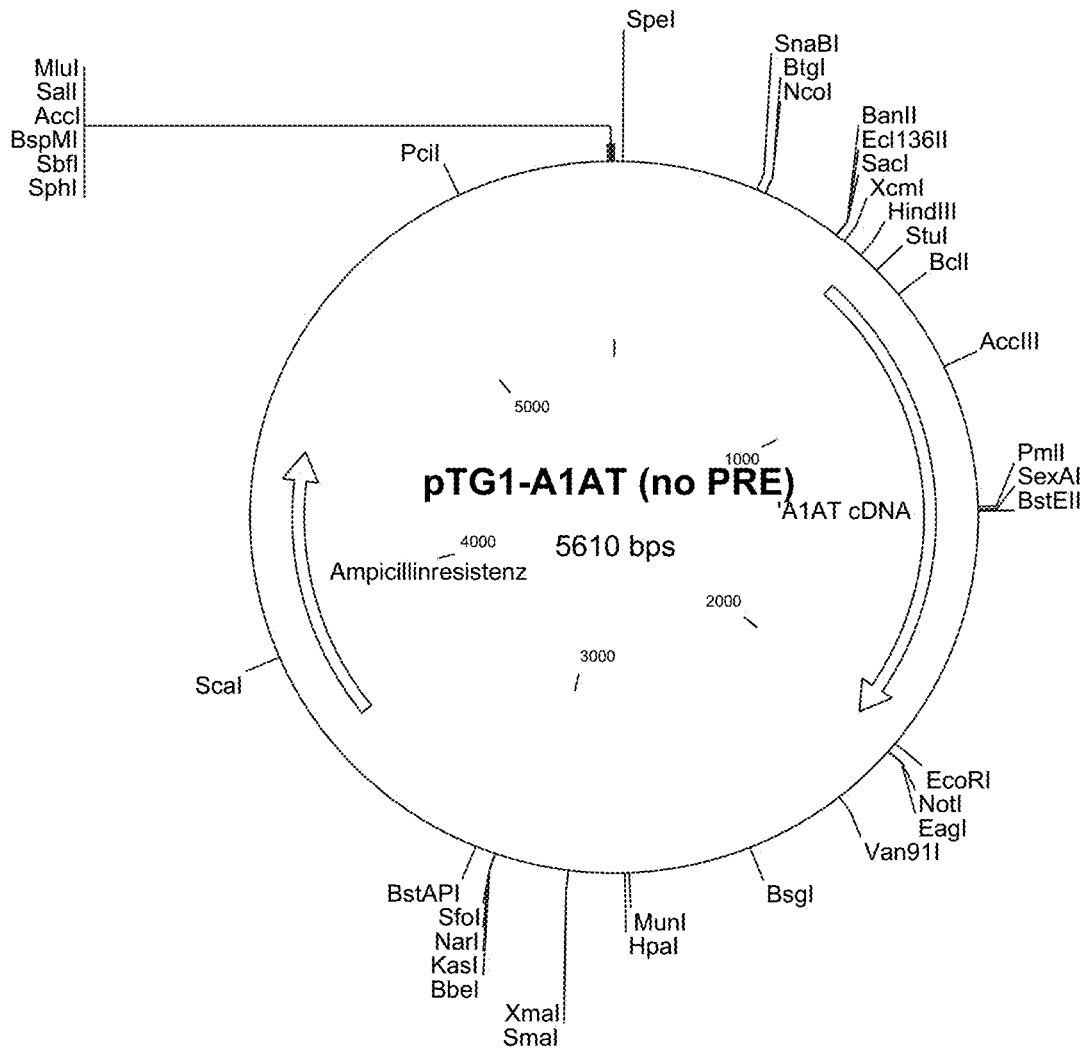 SpeI
MluI
SalI
AccI
BspMI
SbfI
SphI
PciI
SnaBI
BtgI
NcoI
BanII
Ecl136II
SacI
XcmI
HindIII
StuI
BclI
AccIII
PmlI
SexAI
BstEII
5000
1000
pTG1-A1AT (no PRE)
'A1AT cDNA
5610 bps
4000
Ampicillinresistenz
2000
3000
ScaI
EcoRI
NotI
EagI
Van91I
BsgI
MunI
HpaI
BstAPI
SfoI
NarI
KasI
BbeI
XmaI
SmaI